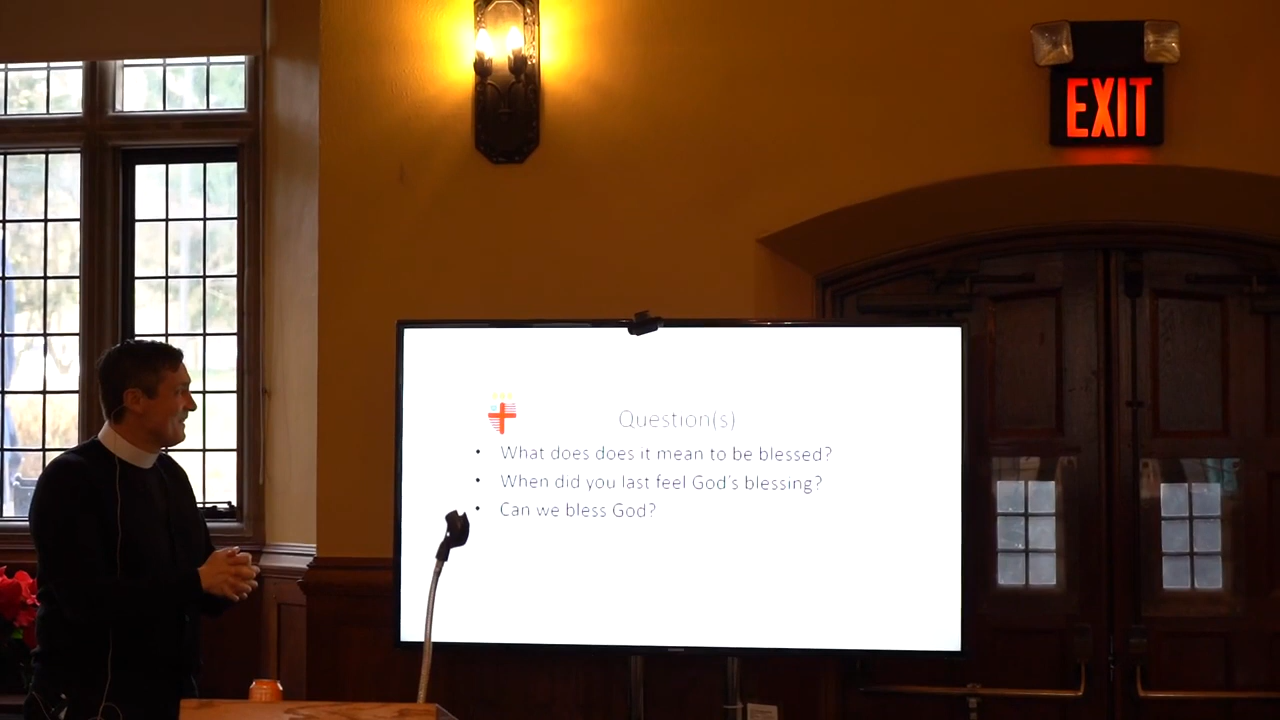 EXIT
Question(s)
• What does does it mean to be blessed?
• When did you last feel God's blessing?
• Can we bless God?